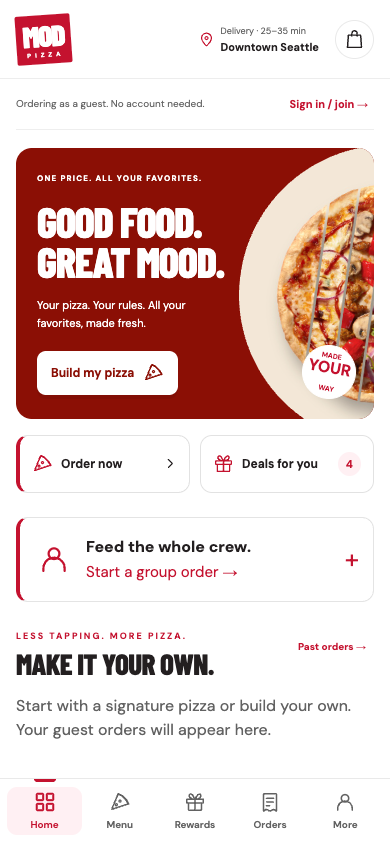 MOD
PIZZA
Delivery · 25–35 min
Downtown Seattle
Ordering as a guest. No account needed.
Sign in / join →
ONE PRICE. ALL YOUR FAVORITES.
GOOD FOOD.
GREAT MOOD.
Your pizza. Your rules. All your
favorites, made fresh.
Build my pizza
MADE
YOUR
WAY
Order now
Deals for you
4
Feed the whole crew.
Start a group order →
+
LESS TAPPING. MORE PIZZA.
Past orders →
MAKE IT YOUR OWN.
Start with a signature pizza or build your own.
Your guest orders will appear here.
Home
Menu
Rewards
Orders
More